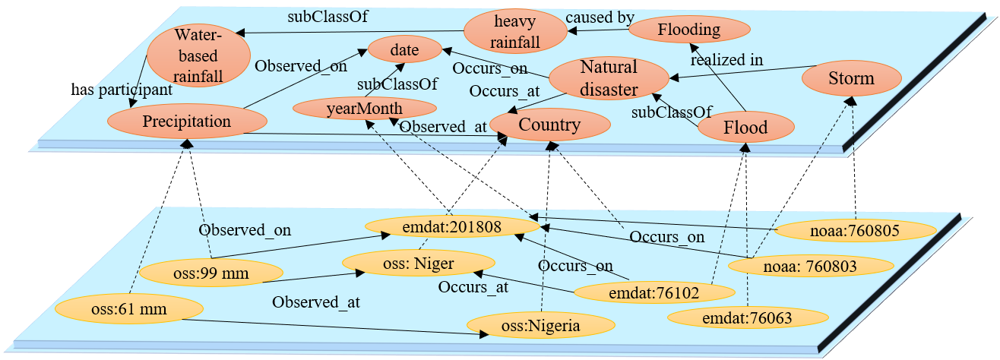 subClassOf
caused by
heavy
rainfall
Flooding
Water-
based
rainfall
date
Observed_on
Occurs_on
realized in
Natural
disaster
Storm
has participant
subClassOf
Occurs_at
yearMonth
subClassOf
Precipitation
Observed_at
Country
Flood
emdat:201808
Observed_on
Occurs_on
noaa:760805
oss:99 mm
oss: Niger
Occurs_on
noaa: 760803
Occurs_at
emdat:76102
Observed_at
oss:61 mm
oss:Nigeria
emdat:76063